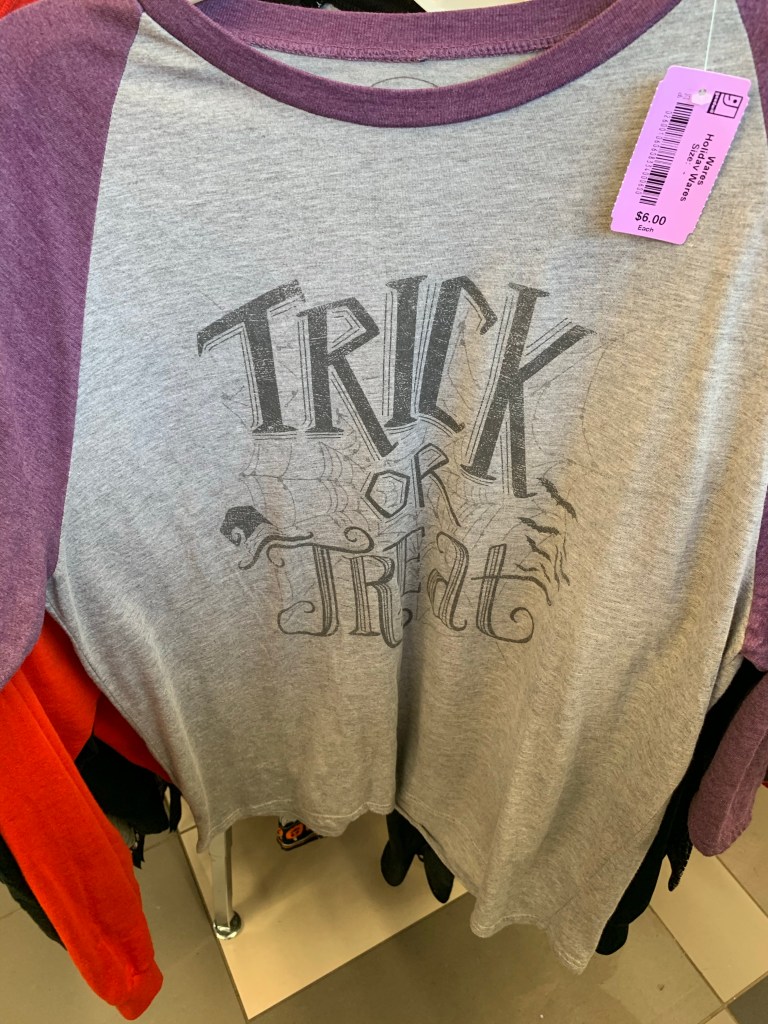 Wares
Holiday Wares
Size: -
$6.00
Each
TRICK
OR
TREat